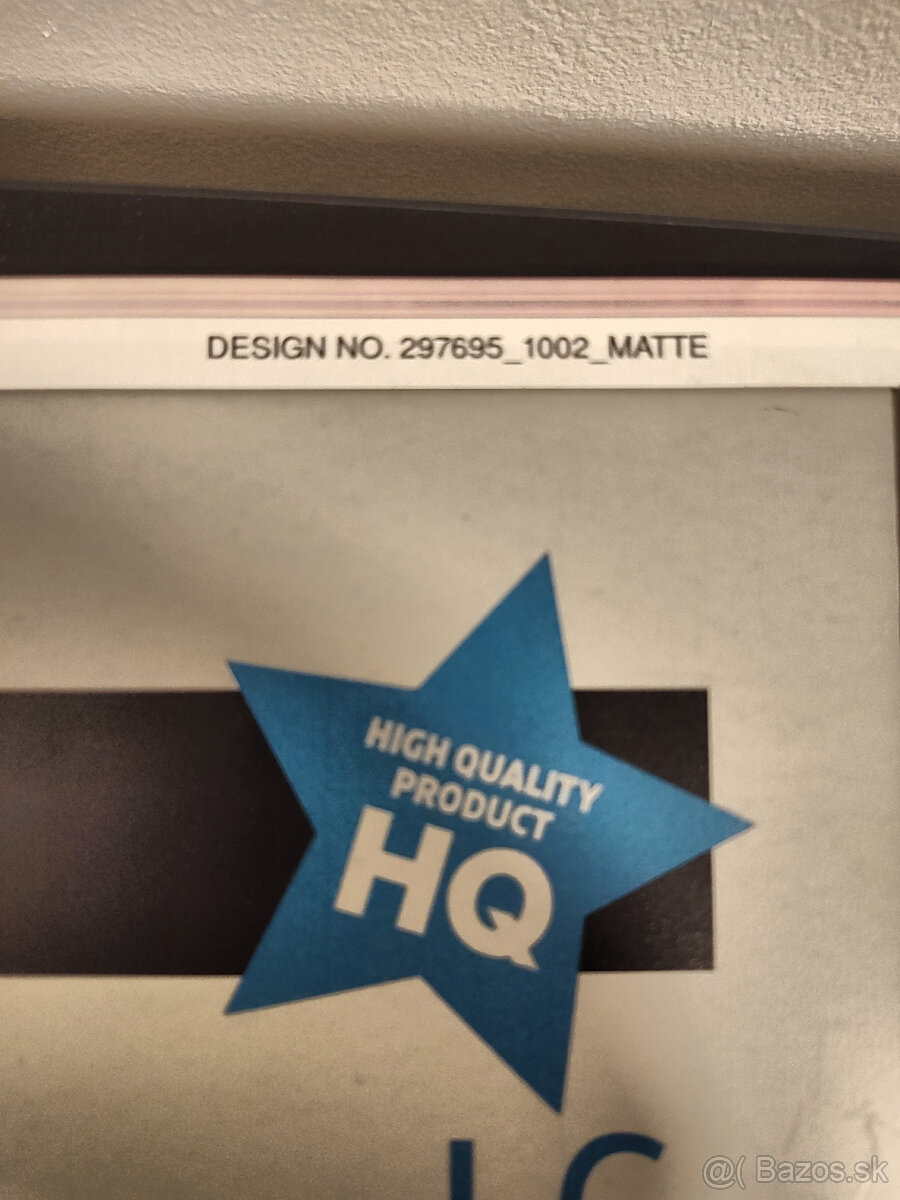 DESIGN NO. 297695_1002_MATTE
HIGH QUALITY
PRODUCT
HQ
@( Bazos.sk